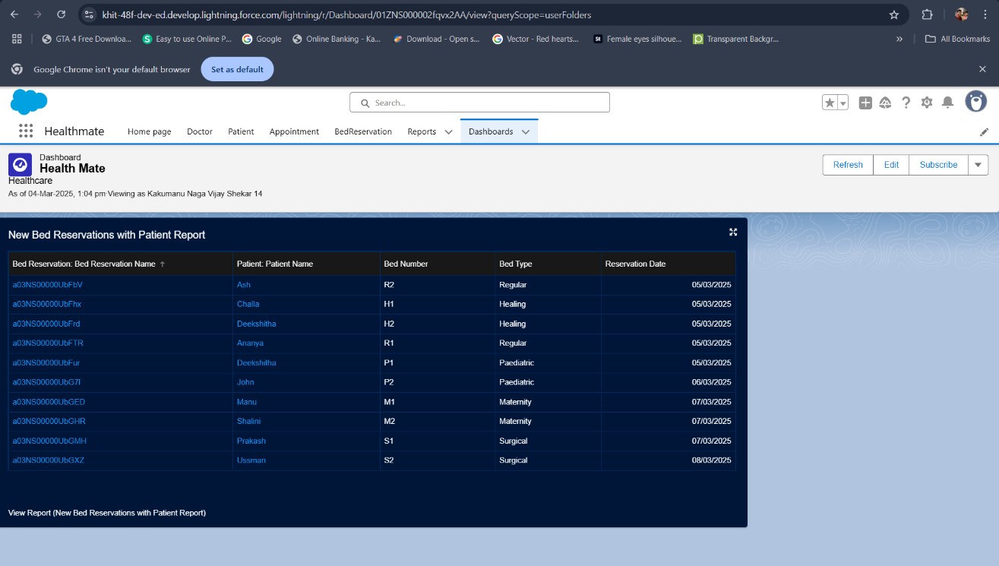 khit-48f-dev-ed.develop.lightning.force.com/lightning/r/Dashboard/01ZNS000002fqvx2AA/view?queryScope=userFolders
GTA 4 Free Downloa... Easy to use Online P... Google Online Banking - Ka... Download - Open s... Vector - Red hearts... St Female eyes silhoue... Transparent Backgr... » All Bookmarks
Google Chrome isn't your default browser Set as default
Search...
Healthmate Home page Doctor Patient Appointment BedReservation Reports Dashboards
Dashboard
Health Mate
Healthcare
As of 04-Mar-2025, 1:04 pm·Viewing as Kakumanu Naga Vijay Shekar 14
Refresh Edit Subscribe
New Bed Reservations with Patient Report
Bed Reservation: Bed Reservation Name ↑ Patient: Patient Name Bed Number Bed Type Reservation Date
a03NS00000UbFbV Ash R2 Regular 05/03/2025
a03NS00000UbFhx Challa H1 Healing 05/03/2025
a03NS00000UbFrd Deekshitha H2 Healing 05/03/2025
a03NS00000UbFTR Ananya R1 Regular 05/03/2025
a03NS00000UbFur Deekshitha P1 Paediatric 05/03/2025
a03NS00000UbG7l John P2 Paediatric 06/03/2025
a03NS00000UbGED Manu M1 Maternity 07/03/2025
a03NS00000UbGHR Shalini M2 Maternity 07/03/2025
a03NS00000UbGMH Prakash S1 Surgical 07/03/2025
a03NS00000UbGXZ Ussman S2 Surgical 08/03/2025
View Report (New Bed Reservations with Patient Report)